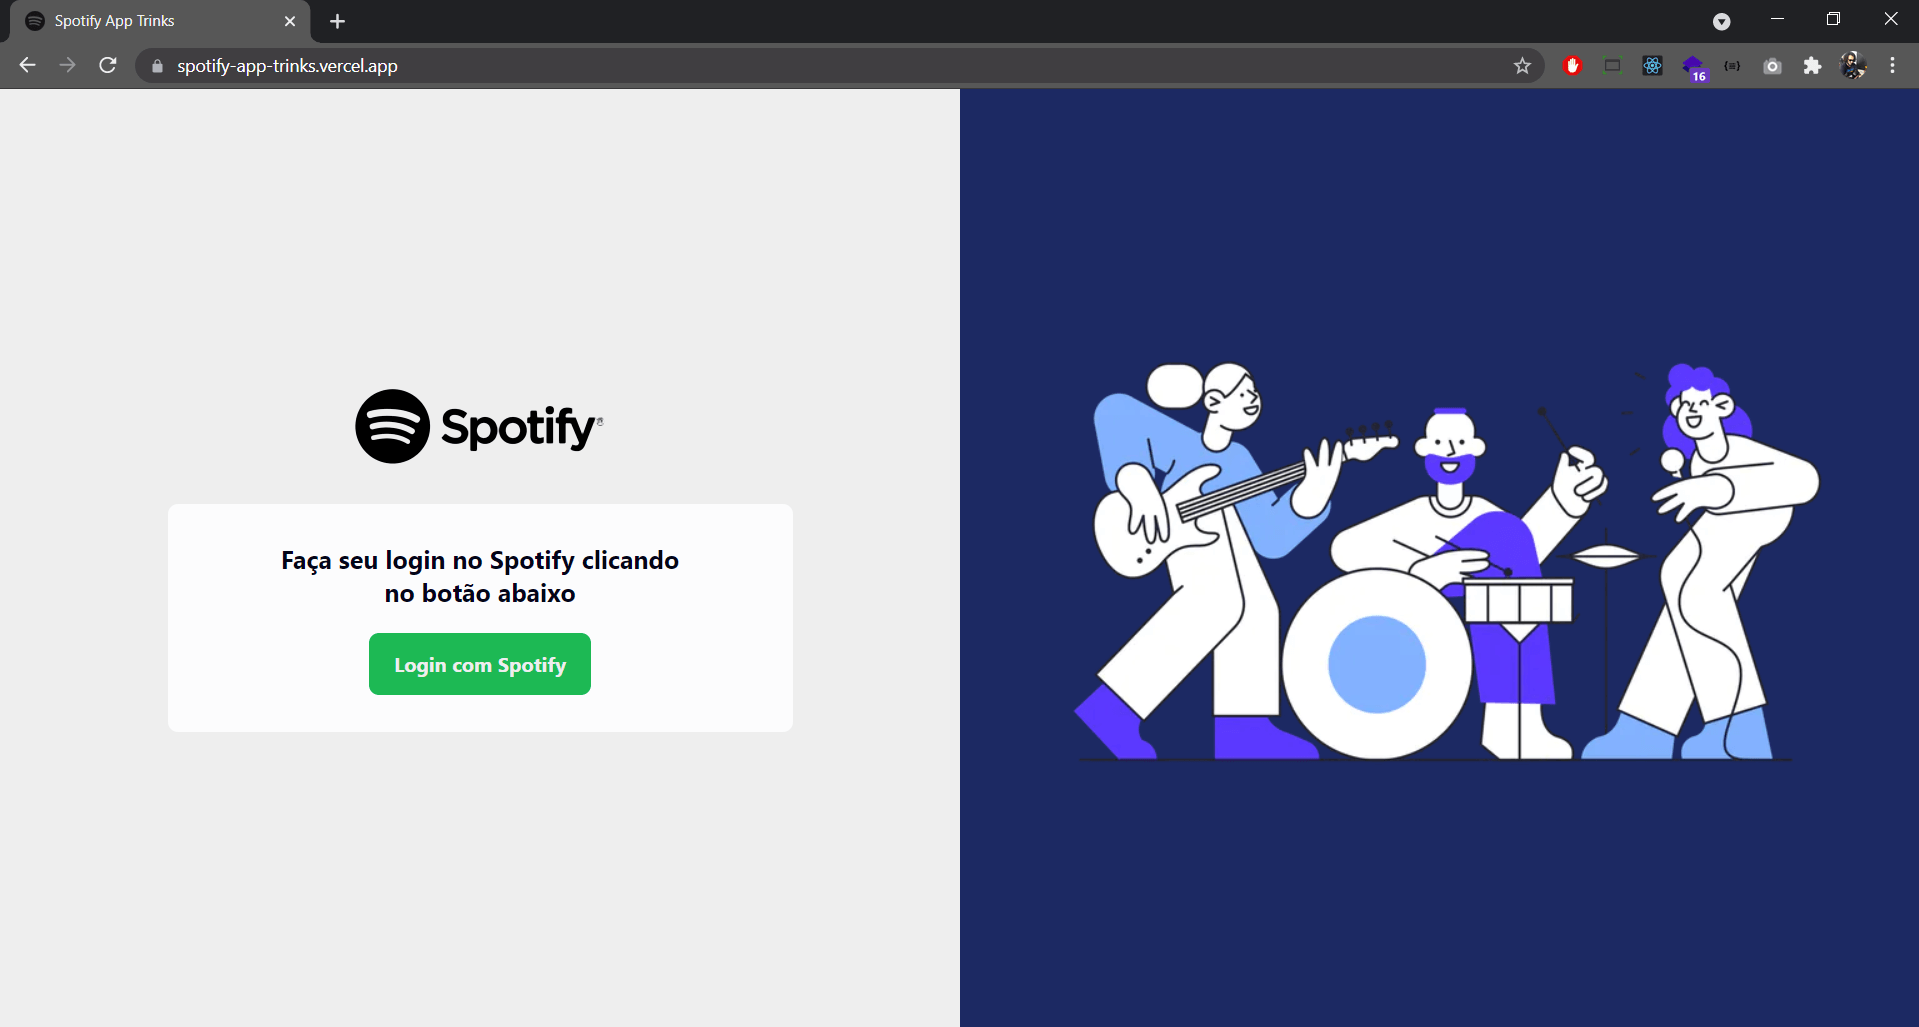 Spotify App Trinks
spotify-app-trinks.vercel.app
16
Spotify
Faça seu login no Spotify clicando
no botão abaixo
Login com Spotify